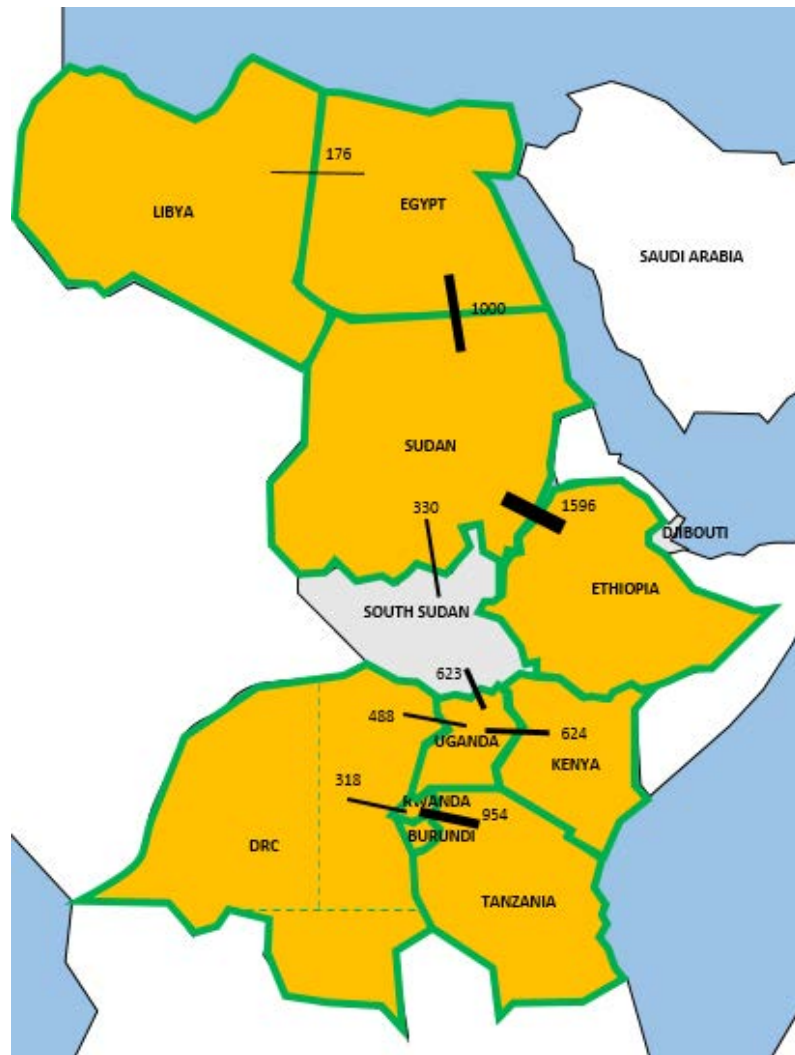 176
LIBYA
EGYPT
SAUDI ARABIA
1000
SUDAN
330
1596
DJIBOUTI
ETHIOPIA
SOUTH SUDAN
623
488
UGANDA
624
KENYA
318
RWANDA
954
BURUNDI
DRC
TANZANIA